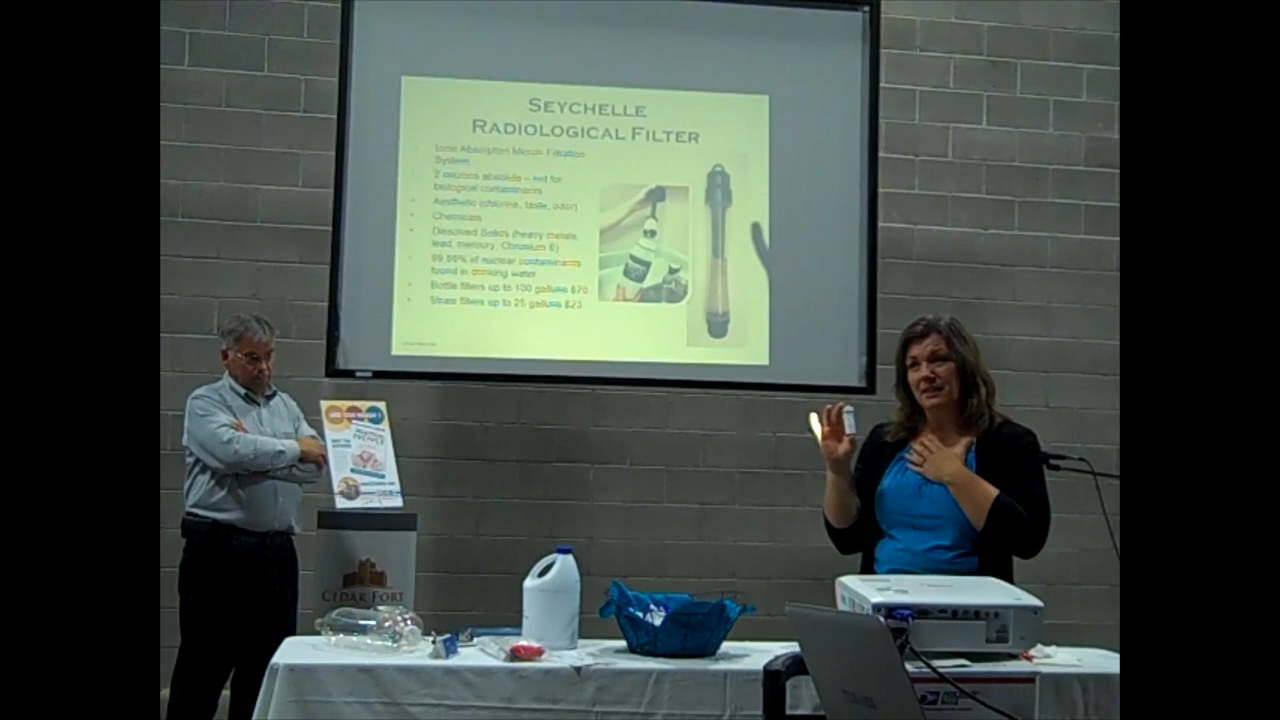 SEYCHELLE
RADIOLOGICAL FILTER
Ionic Absorption Micron Filtration
System
• 2 microns absolute – not for
biological contaminants
• Aesthetic (chlorine, taste, odor)
• Chemicals
• Dissolved Solids (heavy metals,
lead, mercury, Chromium 6)
• 99.99% of nuclear contaminants
found in drinking water
• Bottle filters up to 100 gallons $70
• Straw filters up to 25 gallons $23
PREPPER
CEDAR FORT